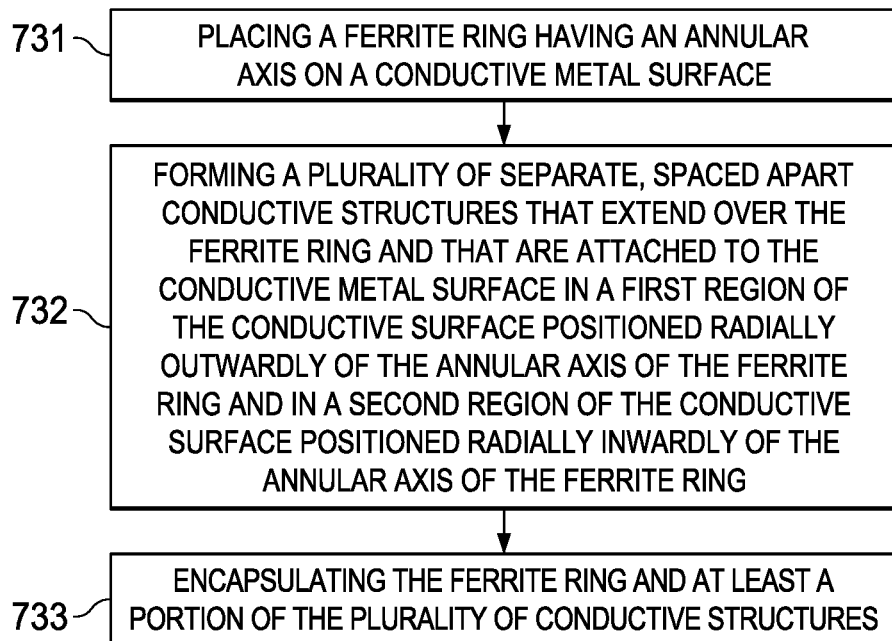 731
PLACING A FERRITE RING HAVING AN ANNULAR
AXIS ON A CONDUCTIVE METAL SURFACE
732
FORMING A PLURALITY OF SEPARATE, SPACED APART
CONDUCTIVE STRUCTURES THAT EXTEND OVER THE
FERRITE RING AND THAT ARE ATTACHED TO THE
CONDUCTIVE METAL SURFACE IN A FIRST REGION OF
THE CONDUCTIVE SURFACE POSITIONED RADIALLY
OUTWARDLY OF THE ANNULAR AXIS OF THE FERRITE
RING AND IN A SECOND REGION OF THE CONDUCTIVE
SURFACE POSITIONED RADIALLY INWARDLY OF THE
ANNULAR AXIS OF THE FERRITE RING
733
ENCAPSULATING THE FERRITE RING AND AT LEAST A
PORTION OF THE PLURALITY OF CONDUCTIVE STRUCTURES